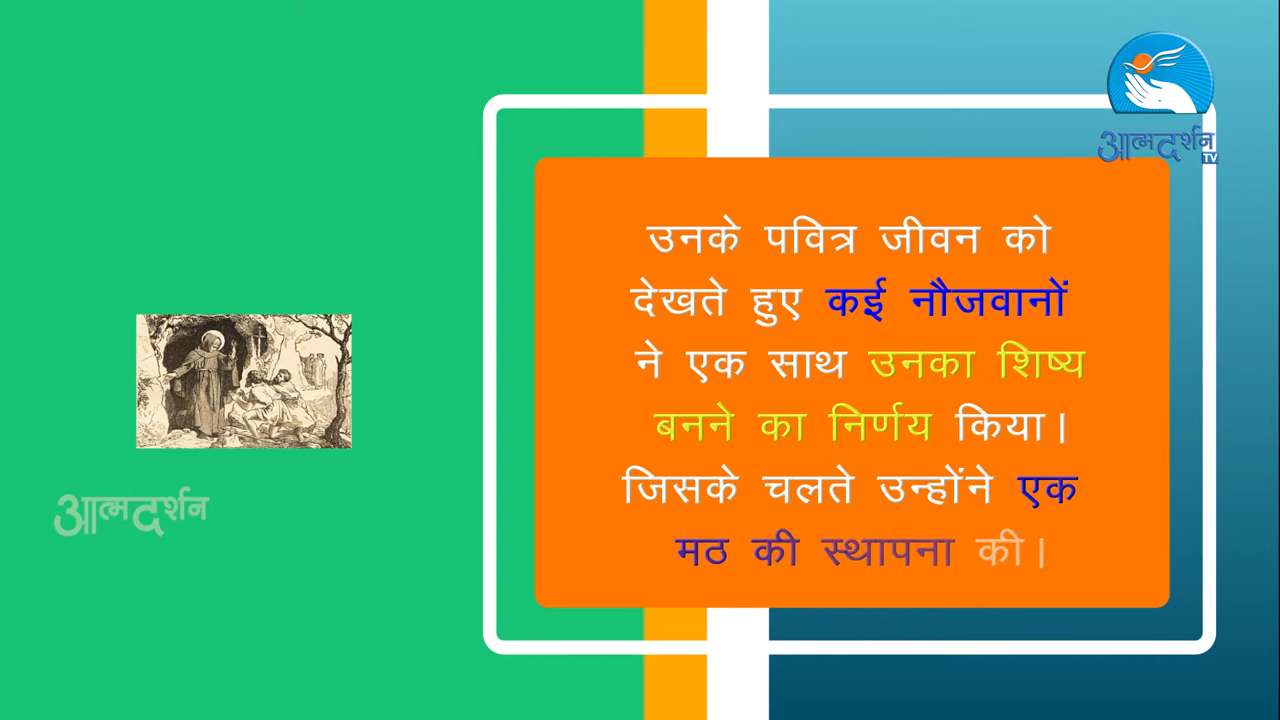 आत्मदर्शन
TV
उनके पवित्र जीवन को
देखते हुए कई नौजवानों
ने एक साथ उनका शिष्य
बनने का निर्णय किया।
जिसके चलते उन्होंने एक
मठ की स्थापना की।
आत्मदर्शन